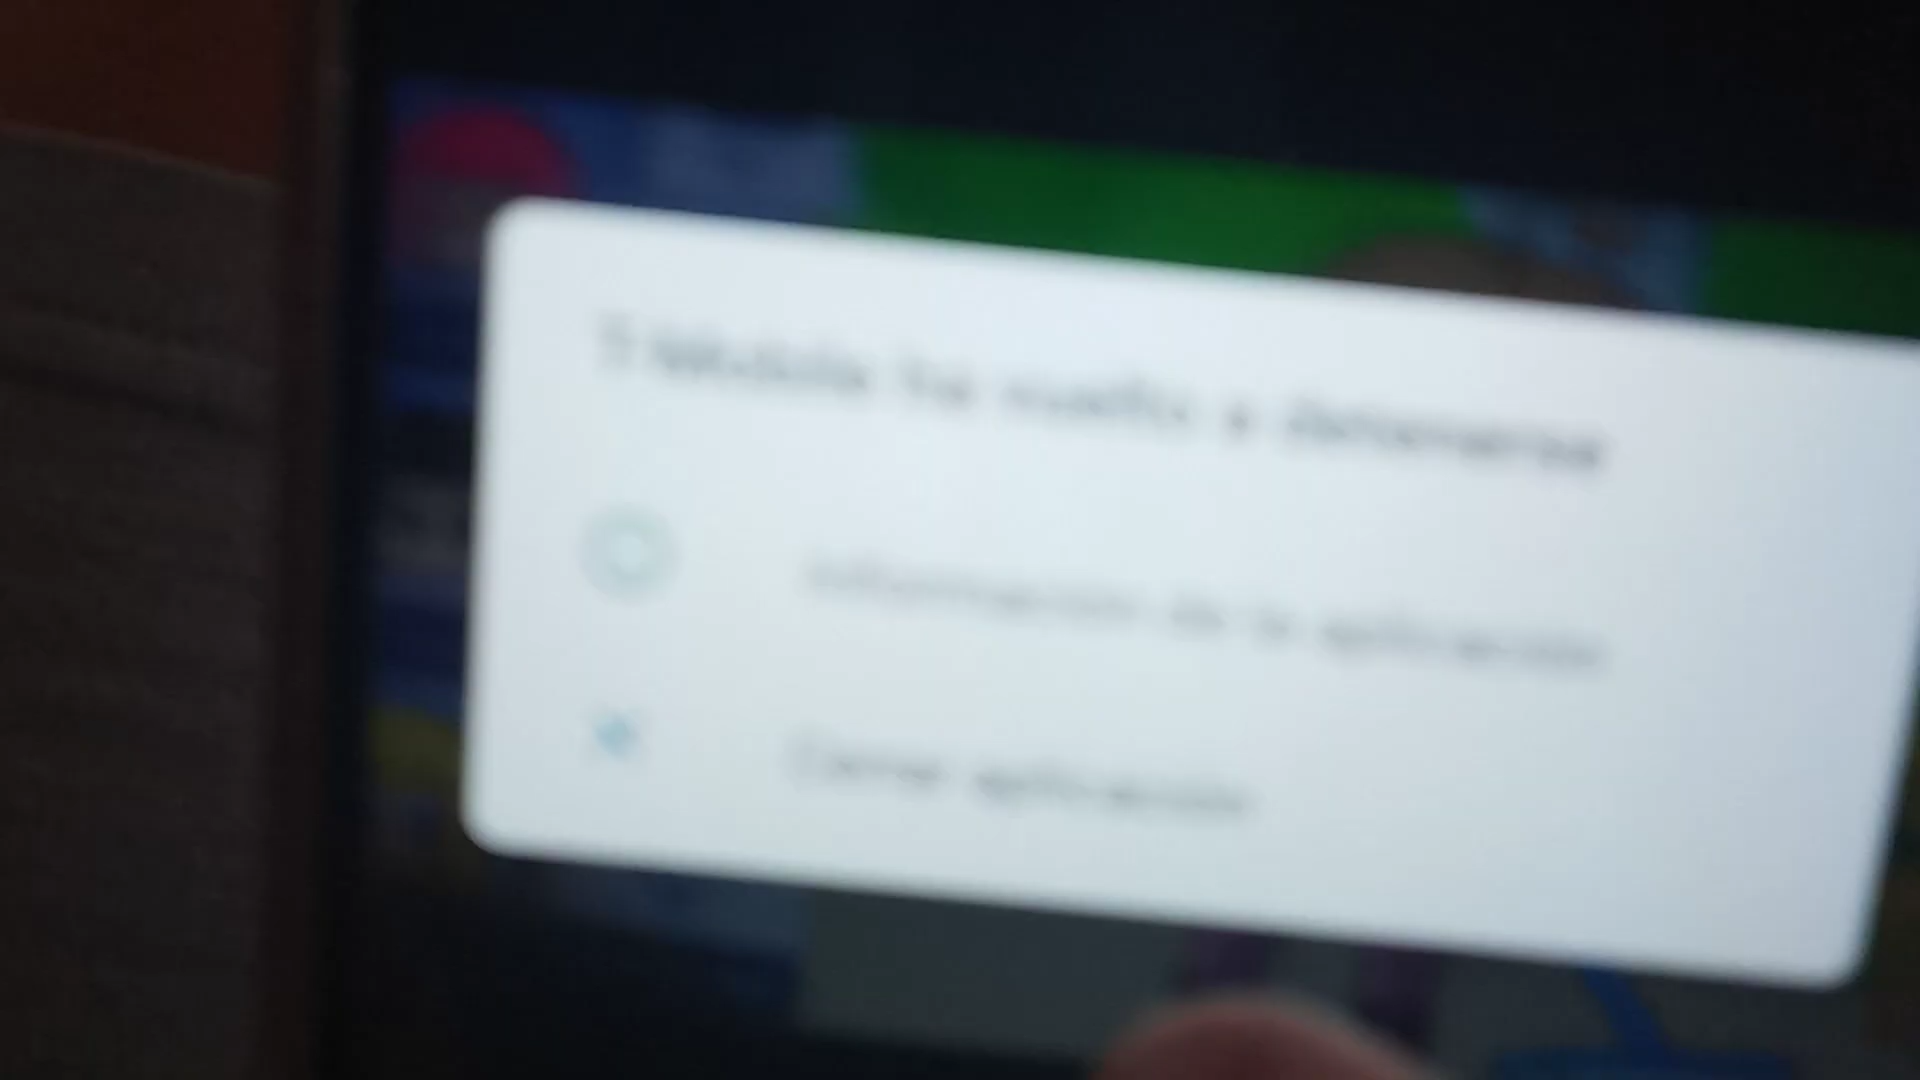 ha vuelto a detenerse
Información de la aplicación
Cerrar aplicación